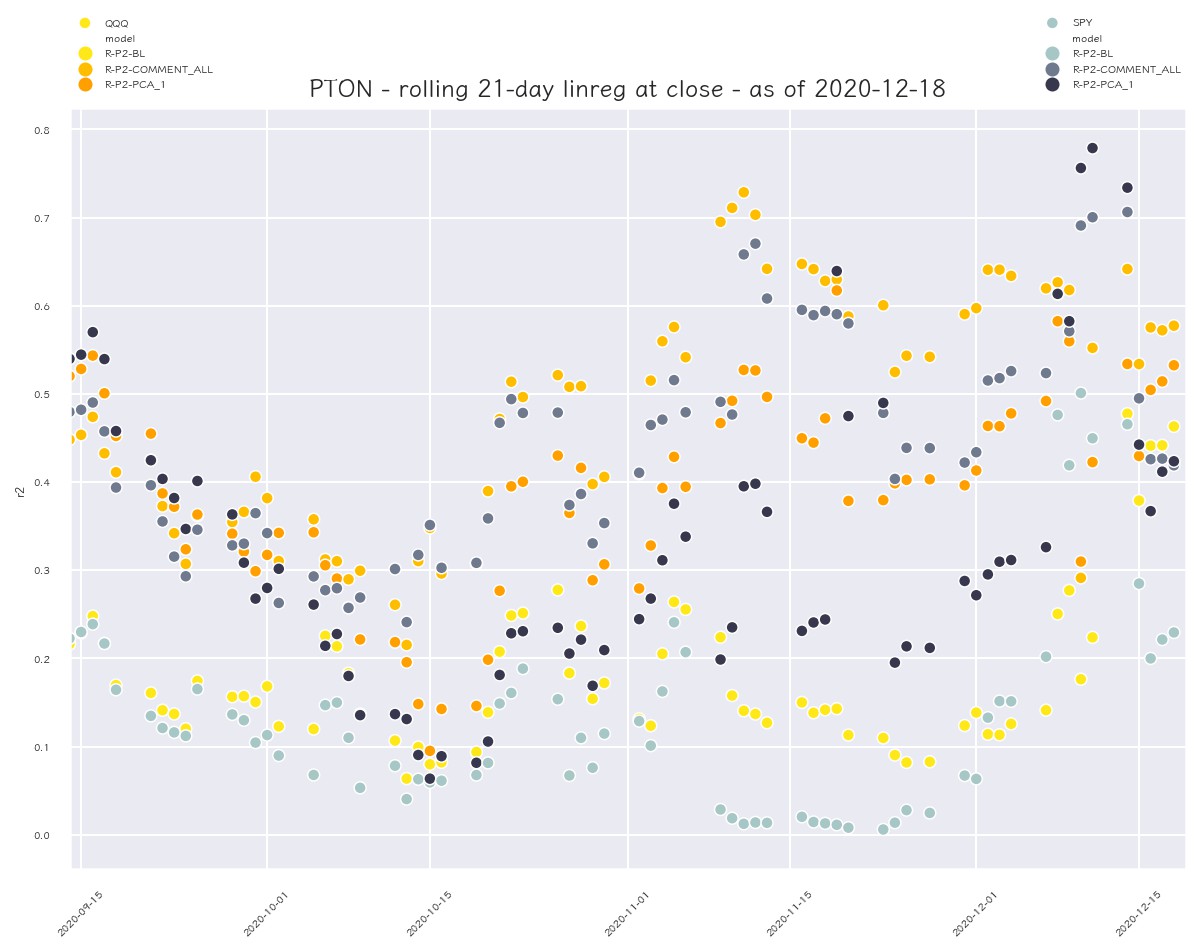 QQQ
model
R-P2-BL
R-P2-COMMENT_ALL
R-P2-PCA_1
SPY
model
R-P2-BL
R-P2-COMMENT_ALL
R-P2-PCA_1
PTON - rolling 21-day linreg at close - as of 2020-12-18
0.8
0.7
0.6
0.5
0.4
0.3
0.2
0.1
0.0
r2
2020-09-15
2020-10-01
2020-10-15
2020-11-01
2020-11-15
2020-12-01
2020-12-15